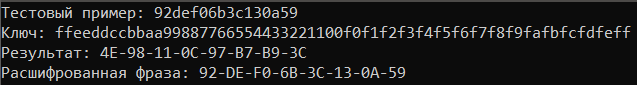 Тестовый пример: 92def06b3c130a59
Ключ: ffeeddccbbaa99887766554433221100f0f1f2f3f4f5f6f7f8f9fafbfcfdfeff
Результат: 4E-98-11-0C-97-B7-B9-3C
Расшифрованная фраза: 92-DE-F0-6B-3C-13-0A-59